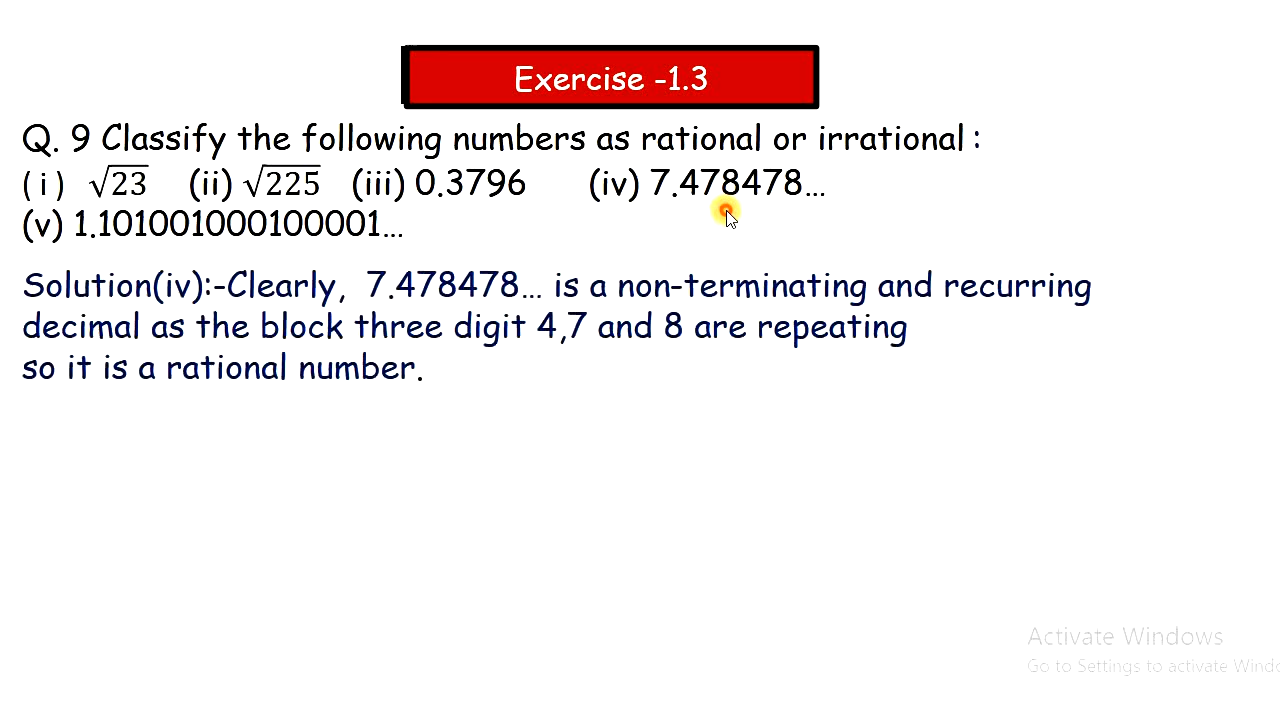 Exercise -1.3
Q. 9 Classify the following numbers as rational or irrational :
( i ) √23 (ii) √225 (iii) 0.3796 (iv) 7.478478...
(v) 1.101001000100001...
Solution(iv):-Clearly, 7.478478... is a non-terminating and recurring
decimal as the block three digit 4,7 and 8 are repeating
so it is a rational number.
Activate Windows
Go to Settings to activate Windo